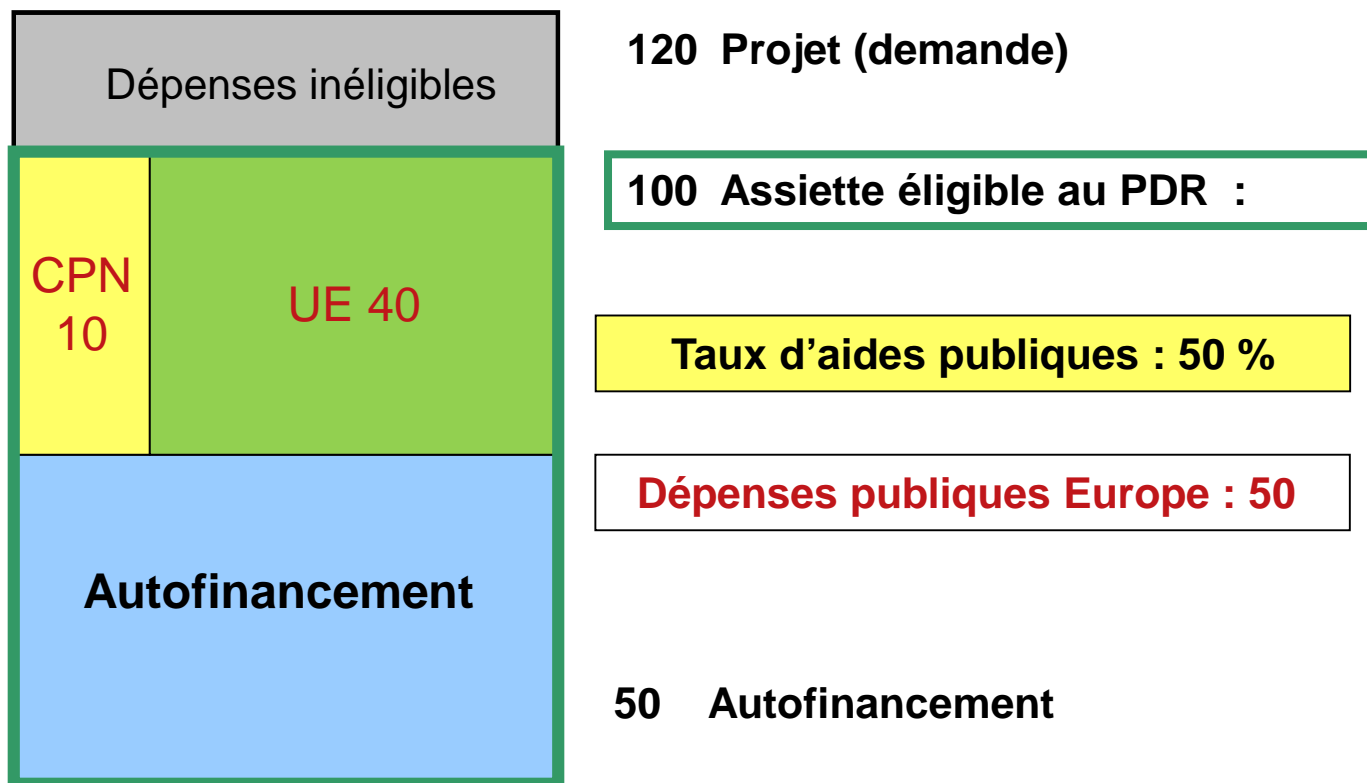 120 Projet (demande)
Dépenses inéligibles
100 Assiette éligible au PDR :
CPN
10
UE 40
Taux d’aides publiques : 50 %
Dépenses publiques Europe : 50
Autofinancement
50 Autofinancement